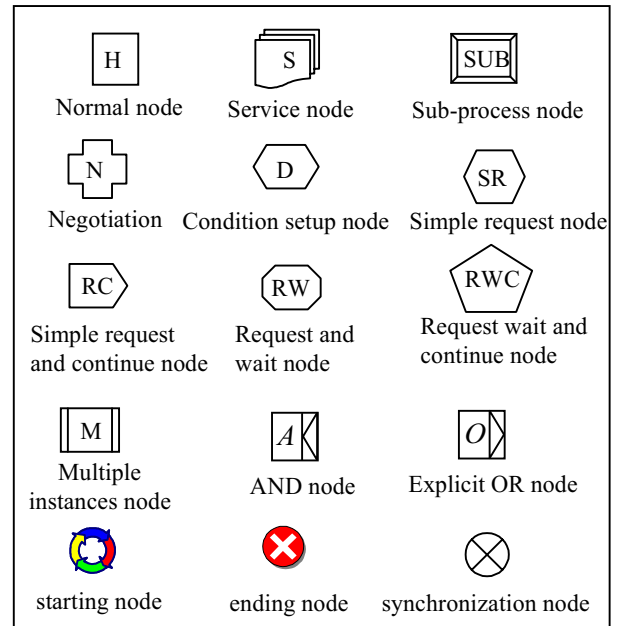 H S SUB
Normal node Service node Sub-process node
N D SR
Negotiation Condition setup node Simple request node
RC RW RWC
Simple request
and continue node
Request and
wait node
Request wait and
continue node
M A O
Multiple
instances node
AND node Explicit OR node
starting node ending node synchronization node